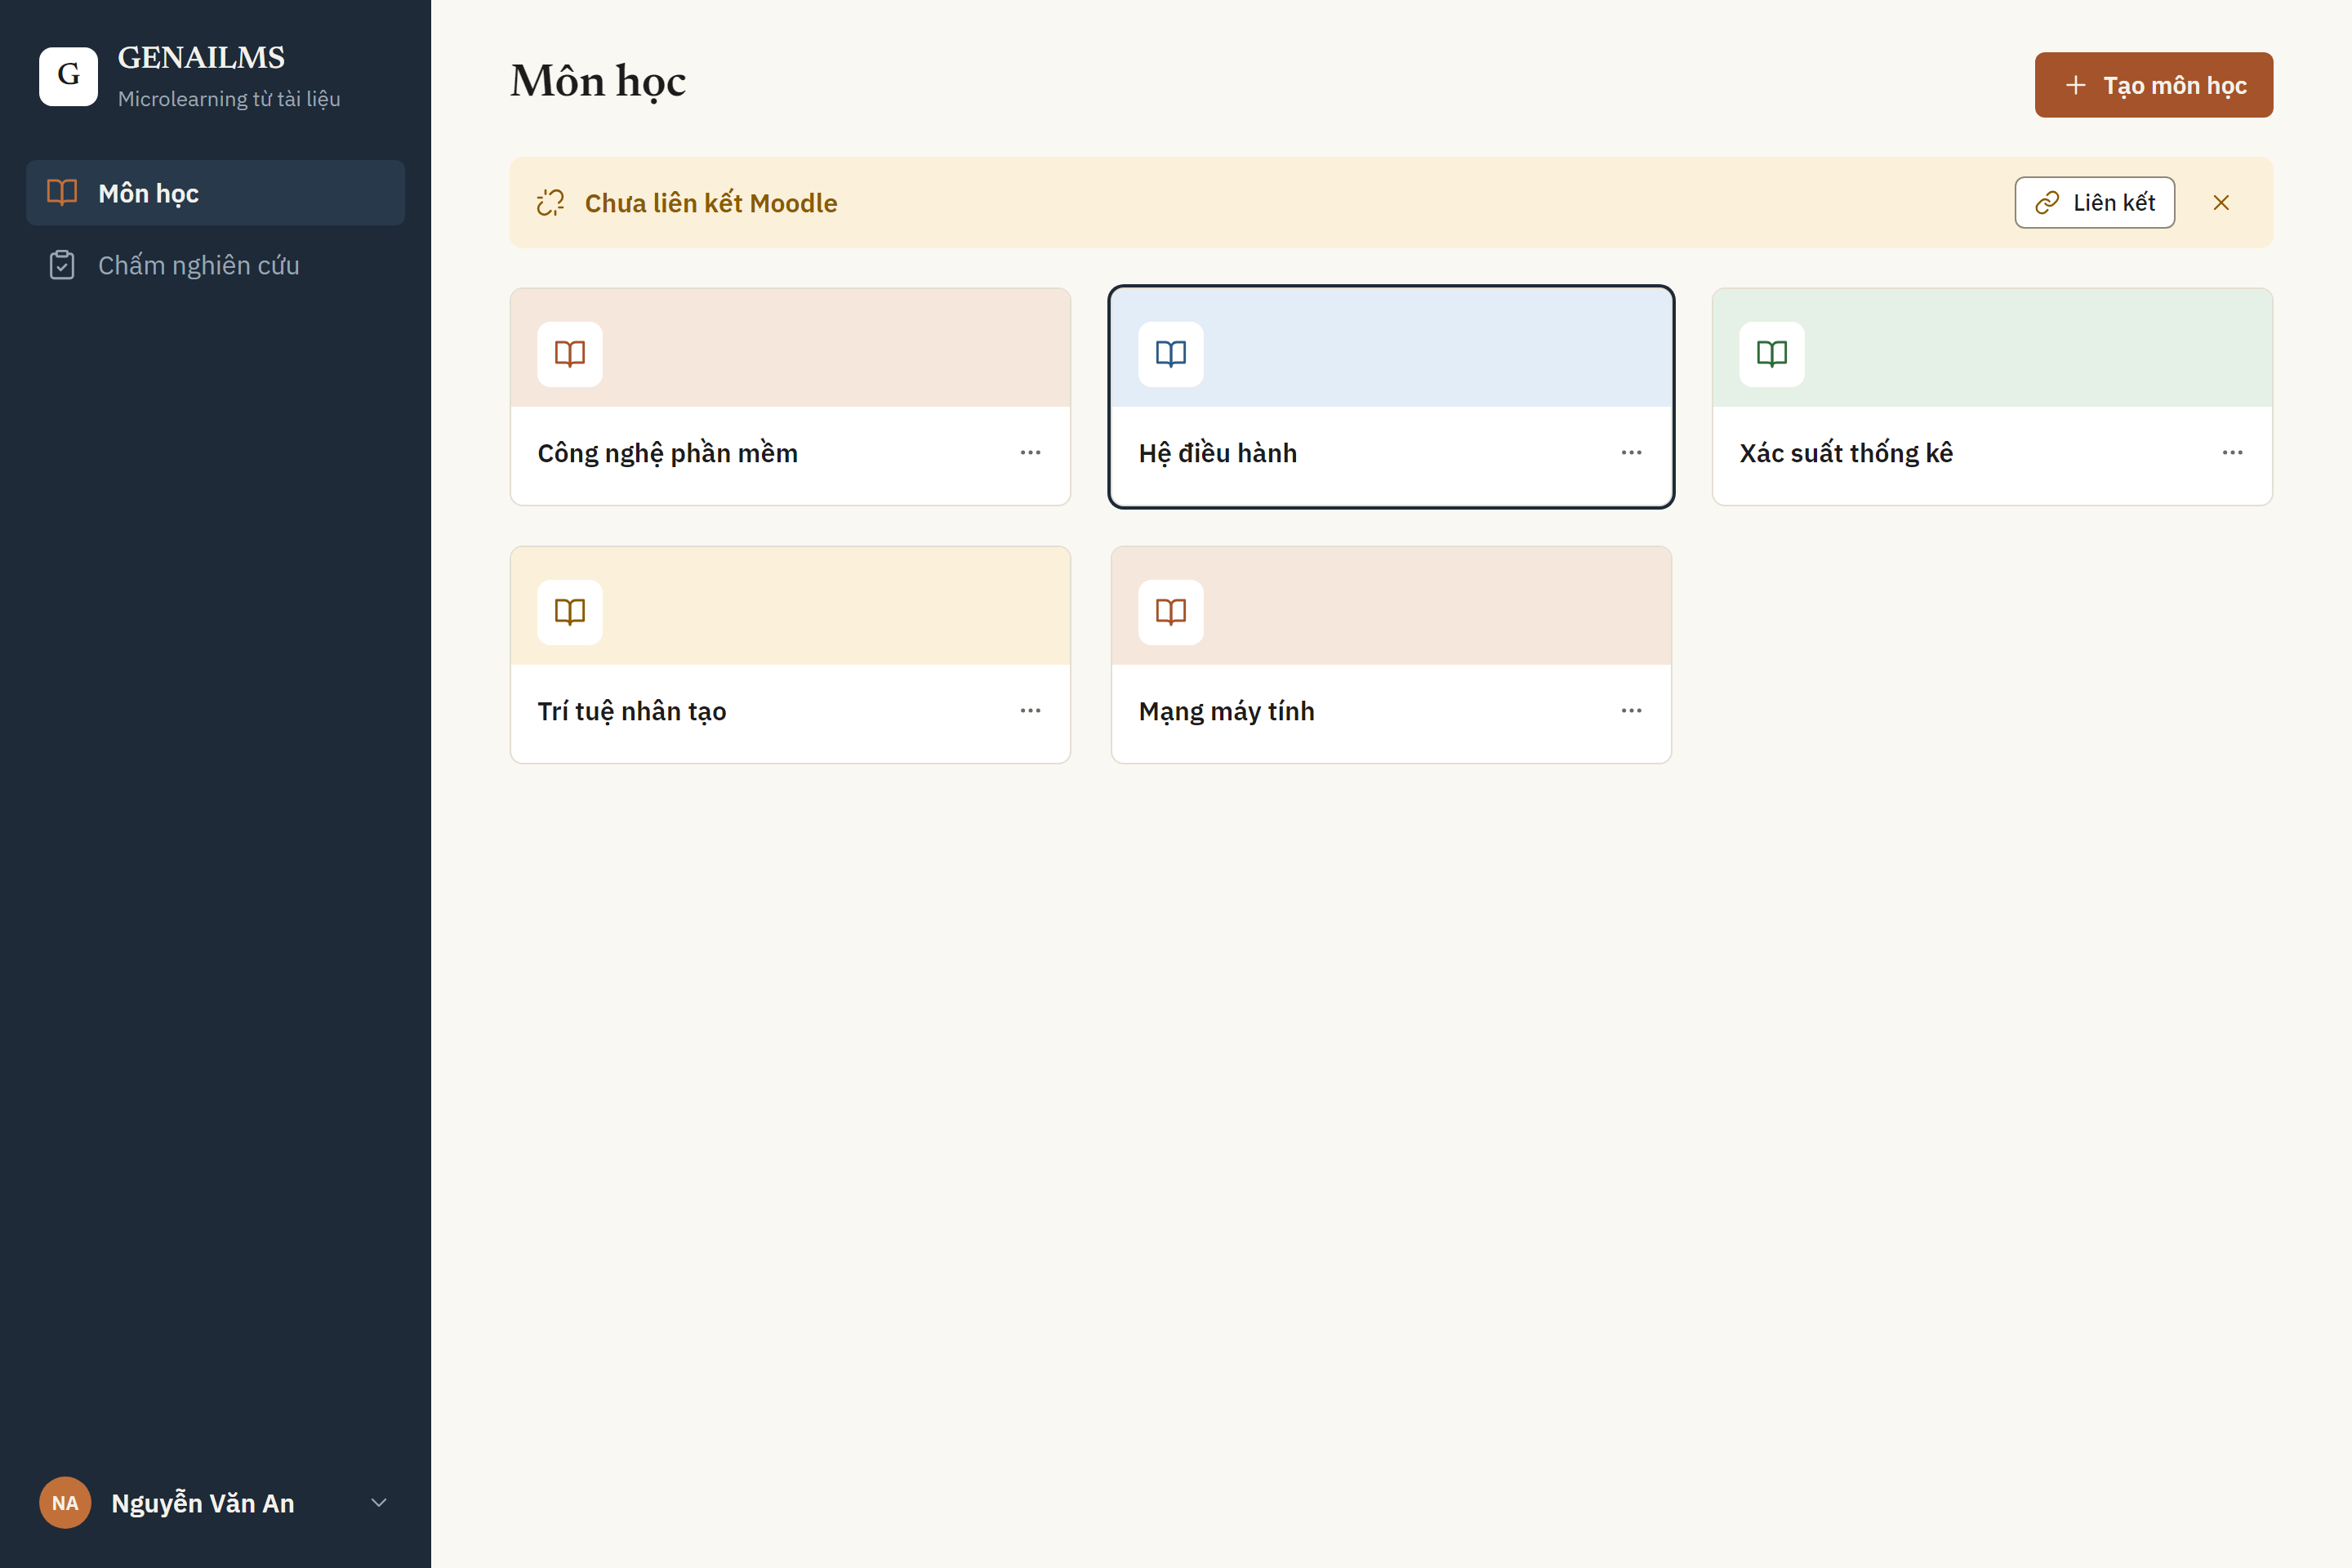 G
GENAILMS
Microlearning từ tài liệu
Môn học
Chấm nghiên cứu
Môn học
Tạo môn học
Chưa liên kết Moodle
Liên kết
Công nghệ phần mềm
Hệ điều hành
Xác suất thống kê
Trí tuệ nhân tạo
Mạng máy tính
NA
Nguyễn Văn An